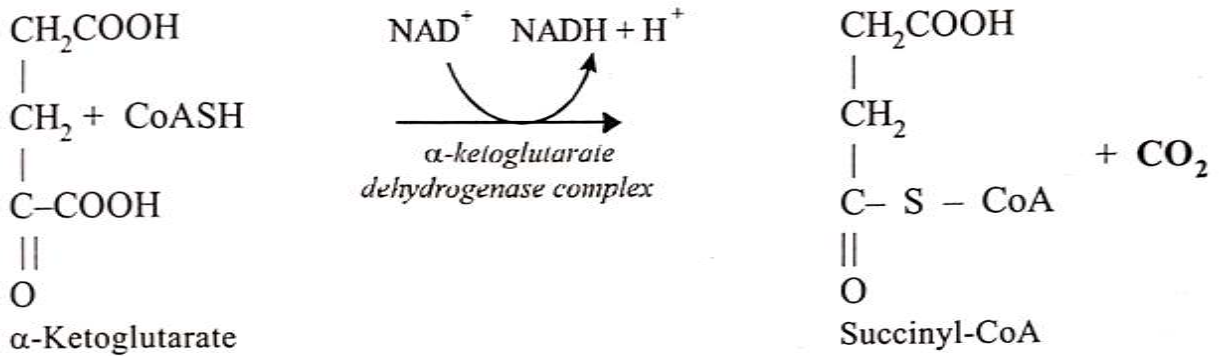 CH₂COOH
|
CH₂ + CoASH
|
C–COOH
||
O
α-Ketoglutarate
NAD⁺ NADH + H⁺
α-ketoglutarate
dehydrogenase complex
CH₂COOH
|
CH₂
|
C– S – CoA
||
O
Succinyl-CoA
+ CO₂